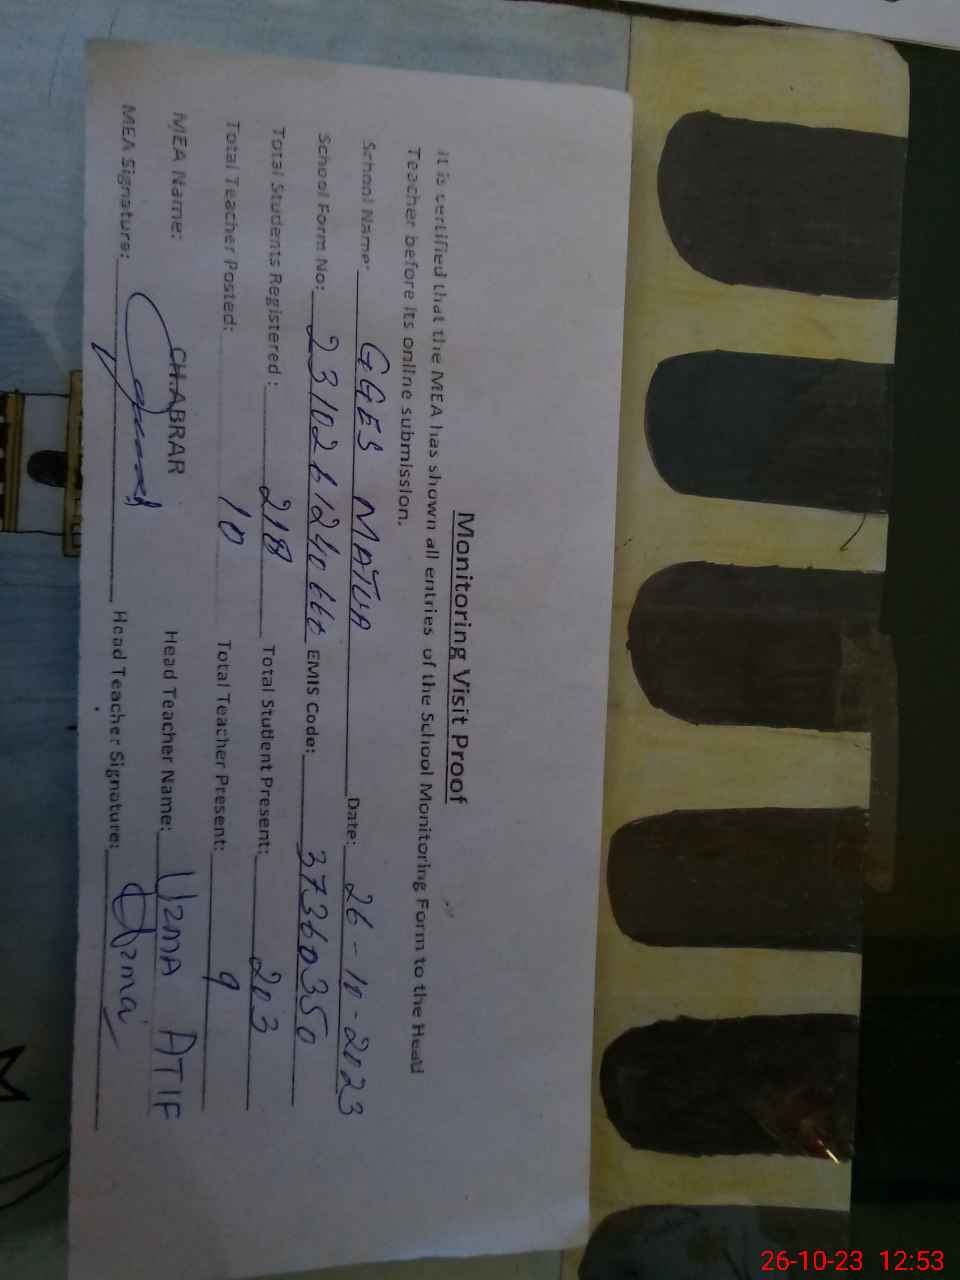 Monitoring Visit Proof
It is certified that the MEA has shown all entries of the School Monitoring Form to the Head
Teacher before its online submission.
School Name: GGES MATUA Date: 26-10-2023
School Form No: EMIS Code: 37360350
Total Students Registered: 218 Total Student Present: 203
Total Teacher Posted: 10 Total Teacher Present: 9
MEA Name: CH.ABRAR Head Teacher Name: UZMA ATIF
MEA Signature: Head Teacher Signature: Uzma
26-10-23 12:53